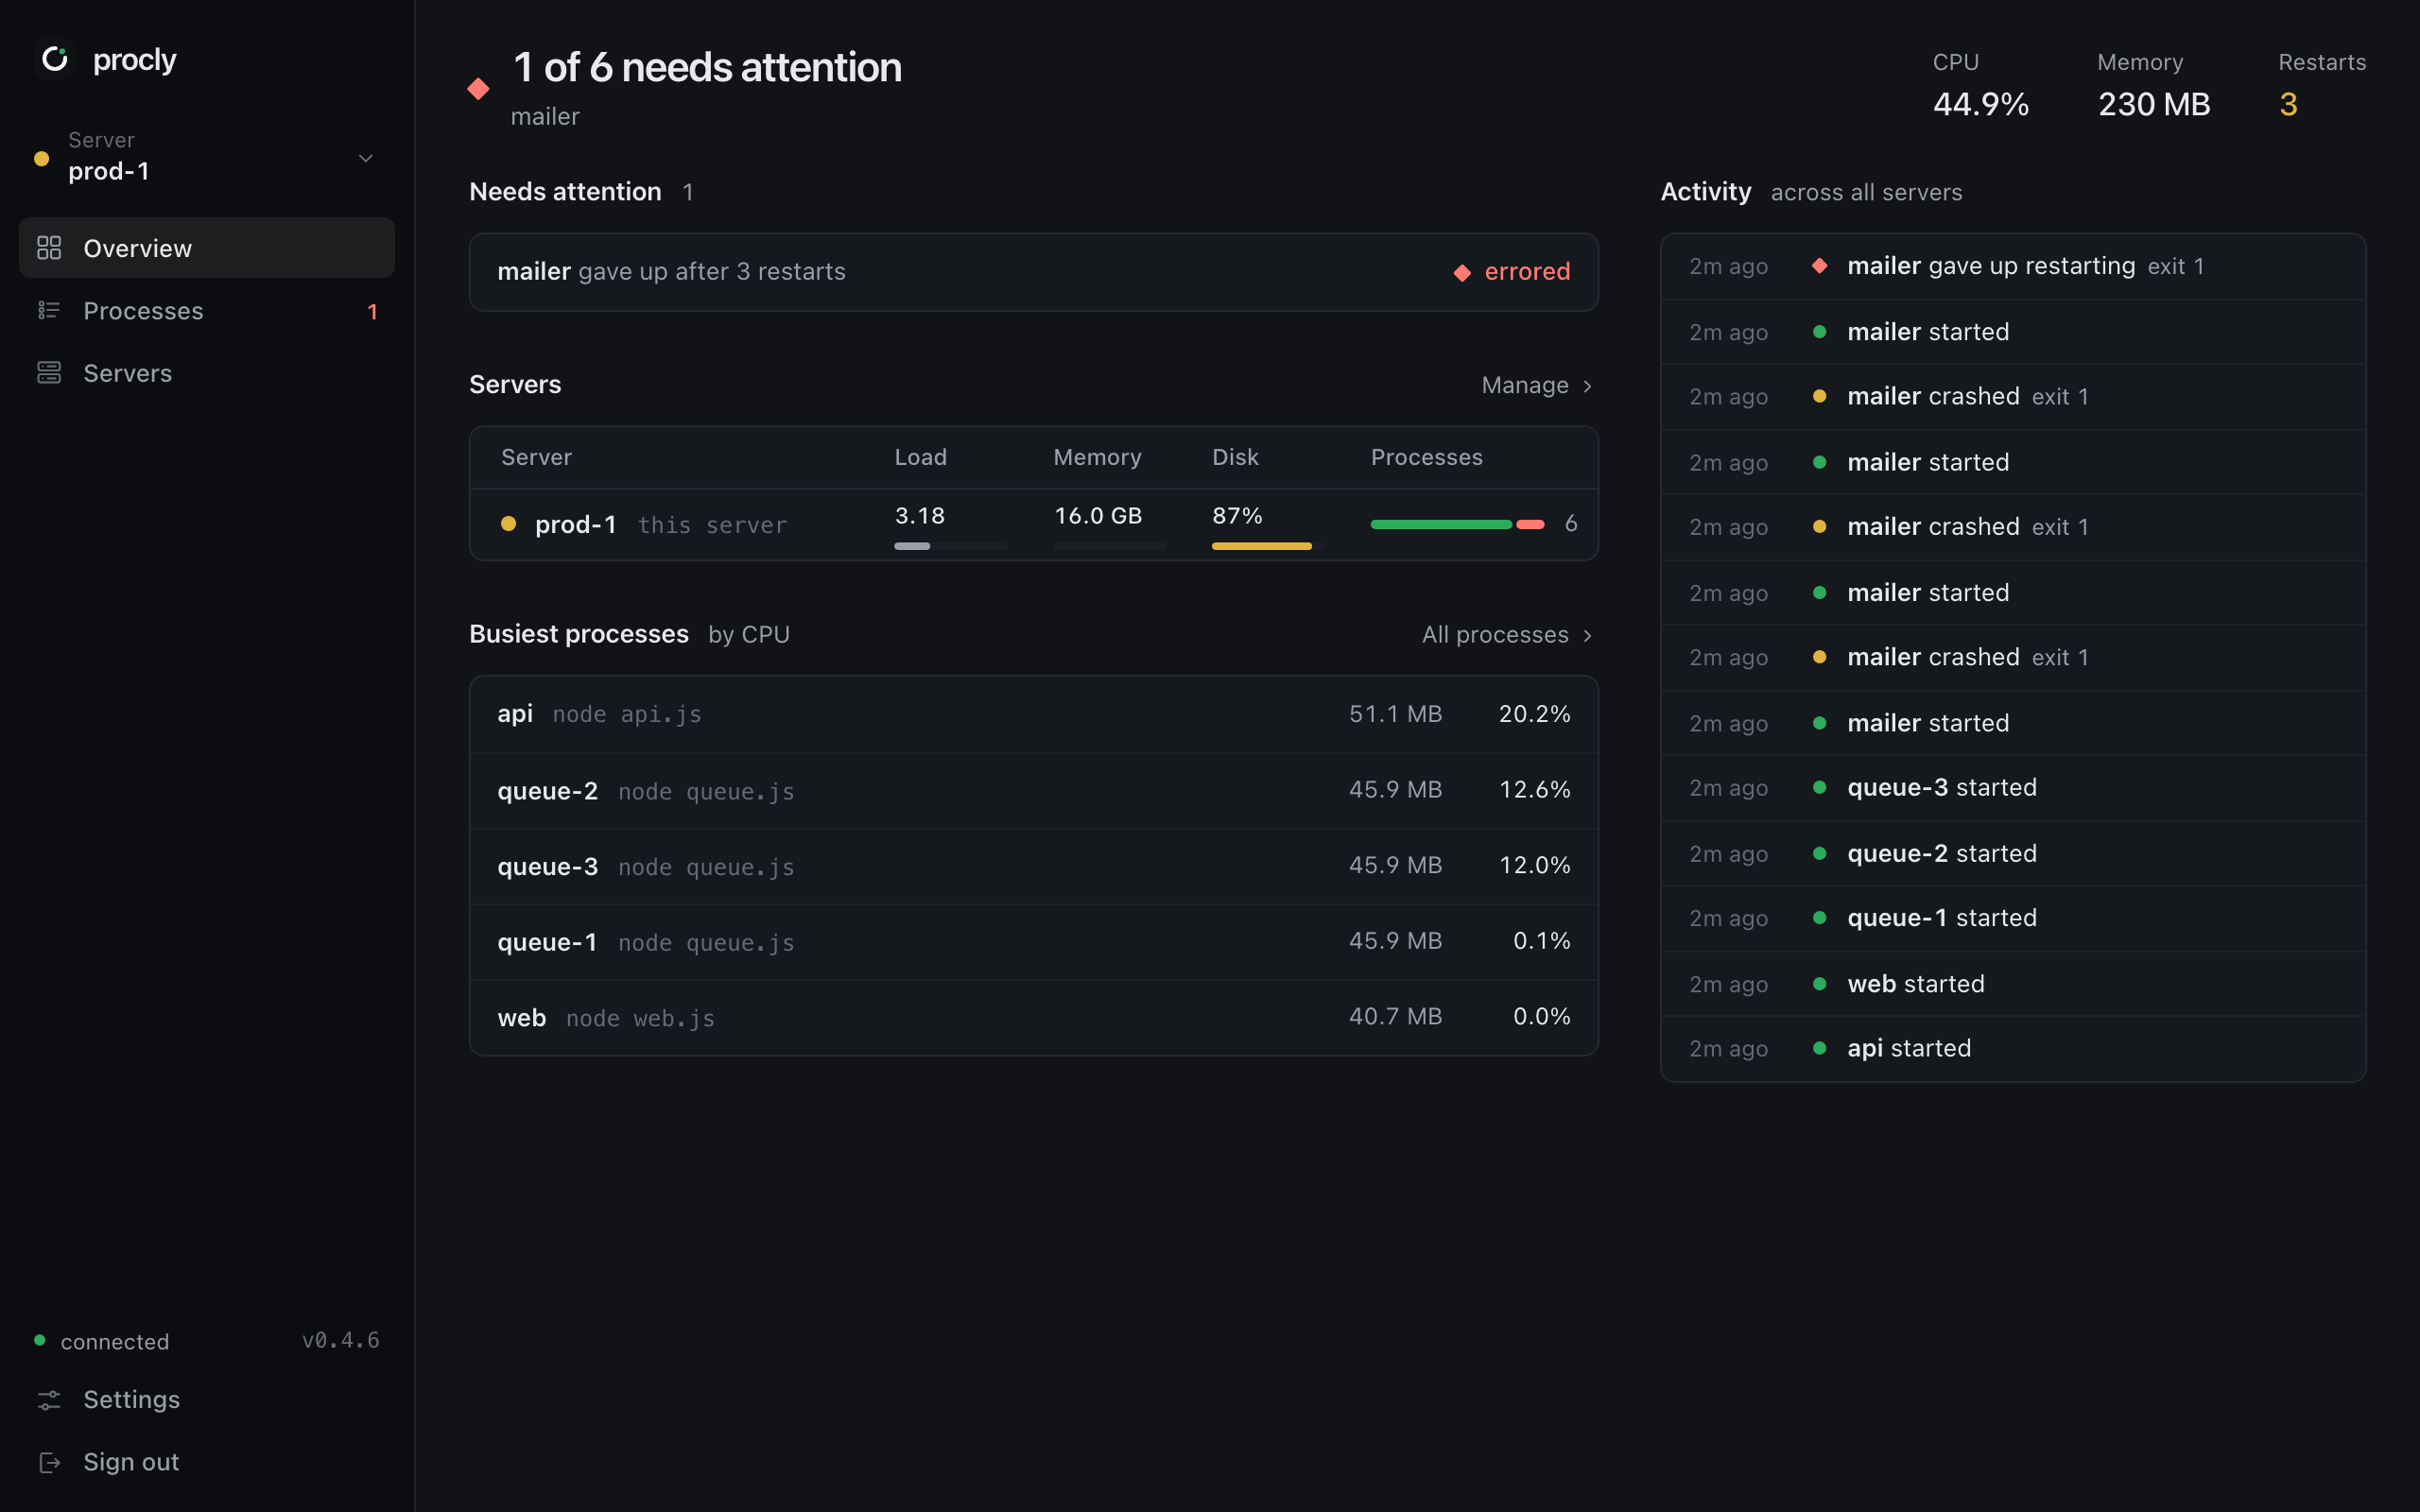 procly
Server
prod-1
Overview
Processes 1
Servers
connected v0.4.6
Settings
Sign out
1 of 6 needs attention
mailer
CPU
44.9%
Memory
230 MB
Restarts
3
Needs attention 1
mailer gave up after 3 restarts errored
Servers Manage
Server Load Memory Disk Processes
prod-1 this server 3.18 16.0 GB 87% 6
Busiest processes by CPU All processes
api node api.js 51.1 MB 20.2%
queue-2 node queue.js 45.9 MB 12.6%
queue-3 node queue.js 45.9 MB 12.0%
queue-1 node queue.js 45.9 MB 0.1%
web node web.js 40.7 MB 0.0%
Activity across all servers
2m ago mailer gave up restarting exit 1
2m ago mailer started
2m ago mailer crashed exit 1
2m ago mailer started
2m ago mailer crashed exit 1
2m ago mailer started
2m ago mailer crashed exit 1
2m ago mailer started
2m ago queue-3 started
2m ago queue-2 started
2m ago queue-1 started
2m ago web started
2m ago api started